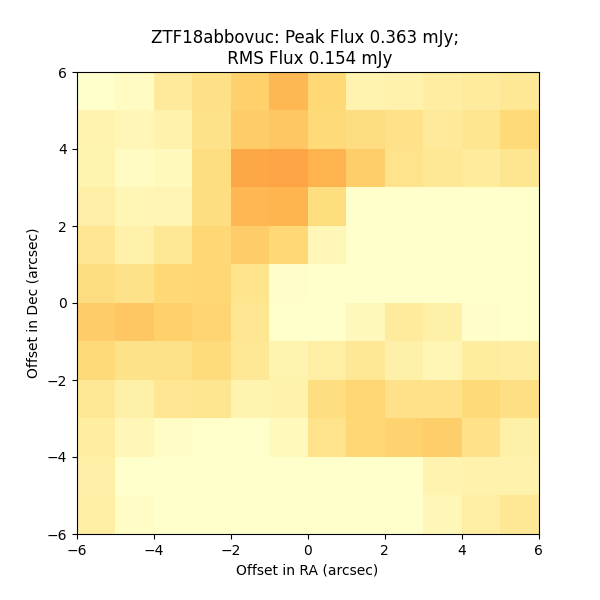 ZTF18abbovuc: Peak Flux 0.363 mJy;
RMS Flux 0.154 mJy
6
4
2
0
−2
−4
−6
Offset in Dec (arcsec)
−6 −4 −2 0 2 4 6
Offset in RA (arcsec)